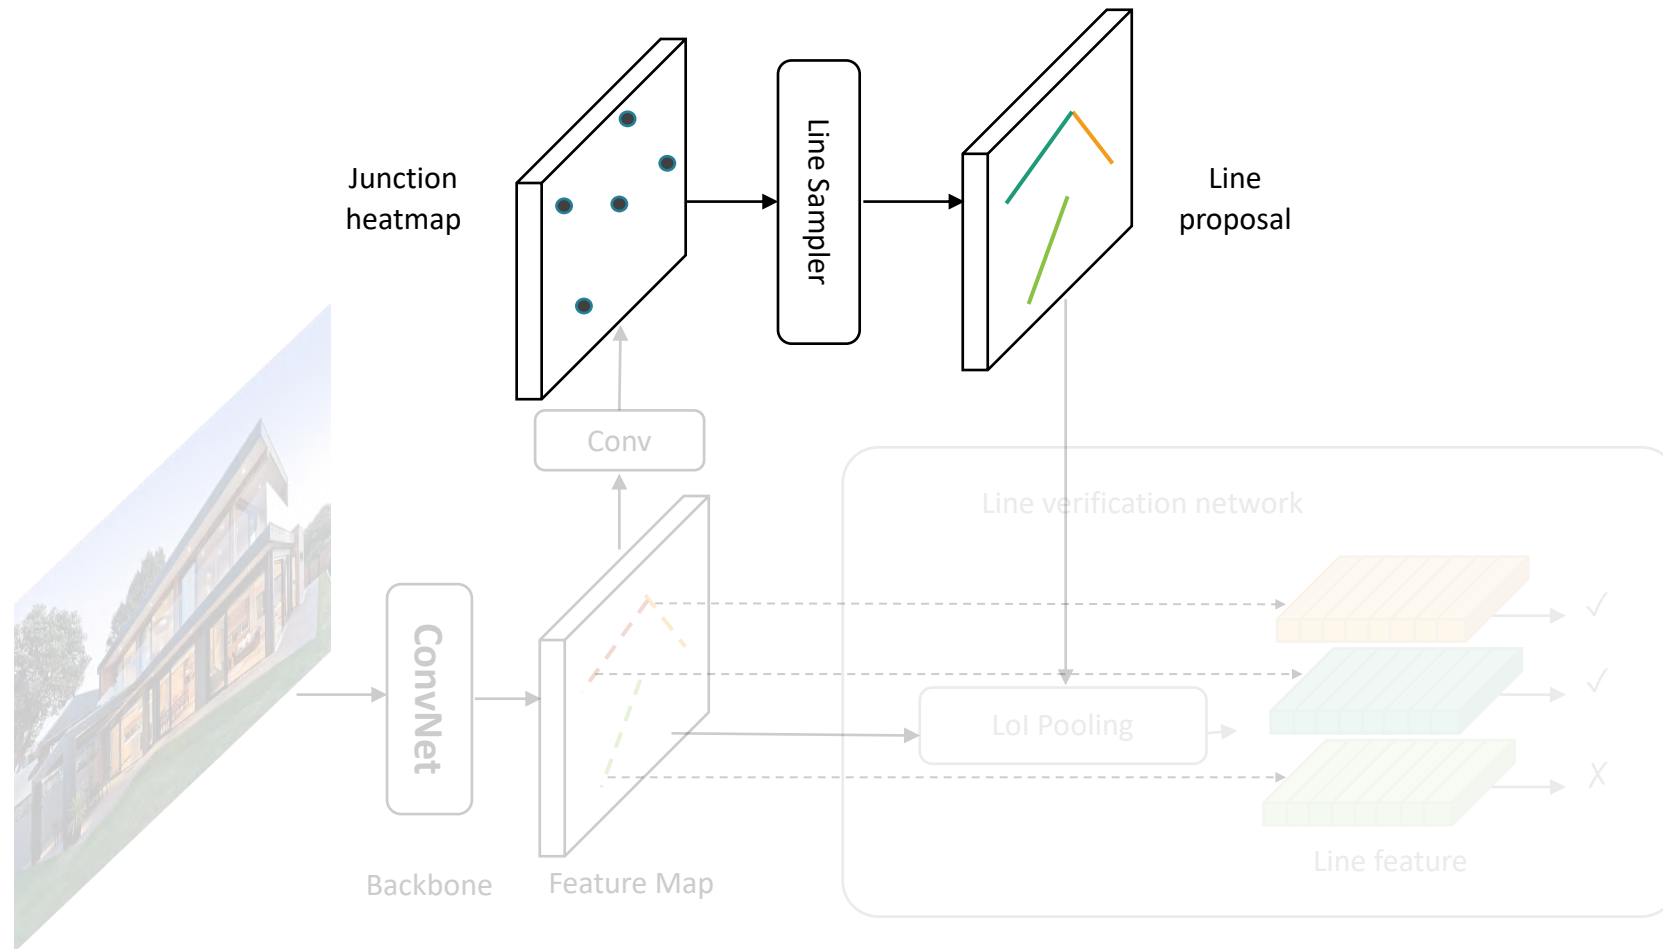 Junction
heatmap
Line Sampler
Line
proposal
Conv
Line verification network
ConvNet
LoI Pooling
✓
✓
X
Line feature
Backbone
Feature Map